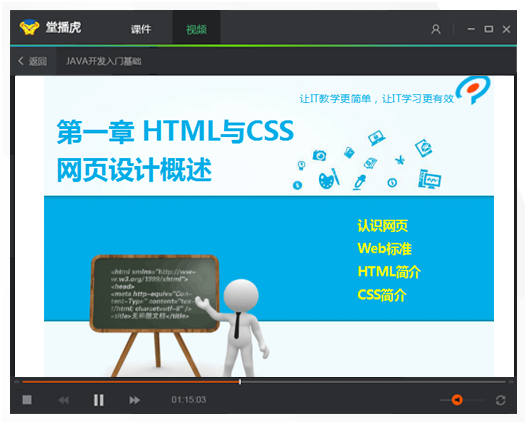 堂播虎 课件 视频
返回 JAVA开发入门基础
让IT教学更简单，让IT学习更有效
第一章 HTML与CSS
网页设计概述
认识网页
Web标准
HTML简介
CSS简介
<html xmlns="http://ww-
w.w3.org/1999/xhtml">
<head>
<meta http-equiv="Con-
tent-Type" content="tex-
t/html; charset=utf-8" />
<title>无标题文档</title>
01:15:03